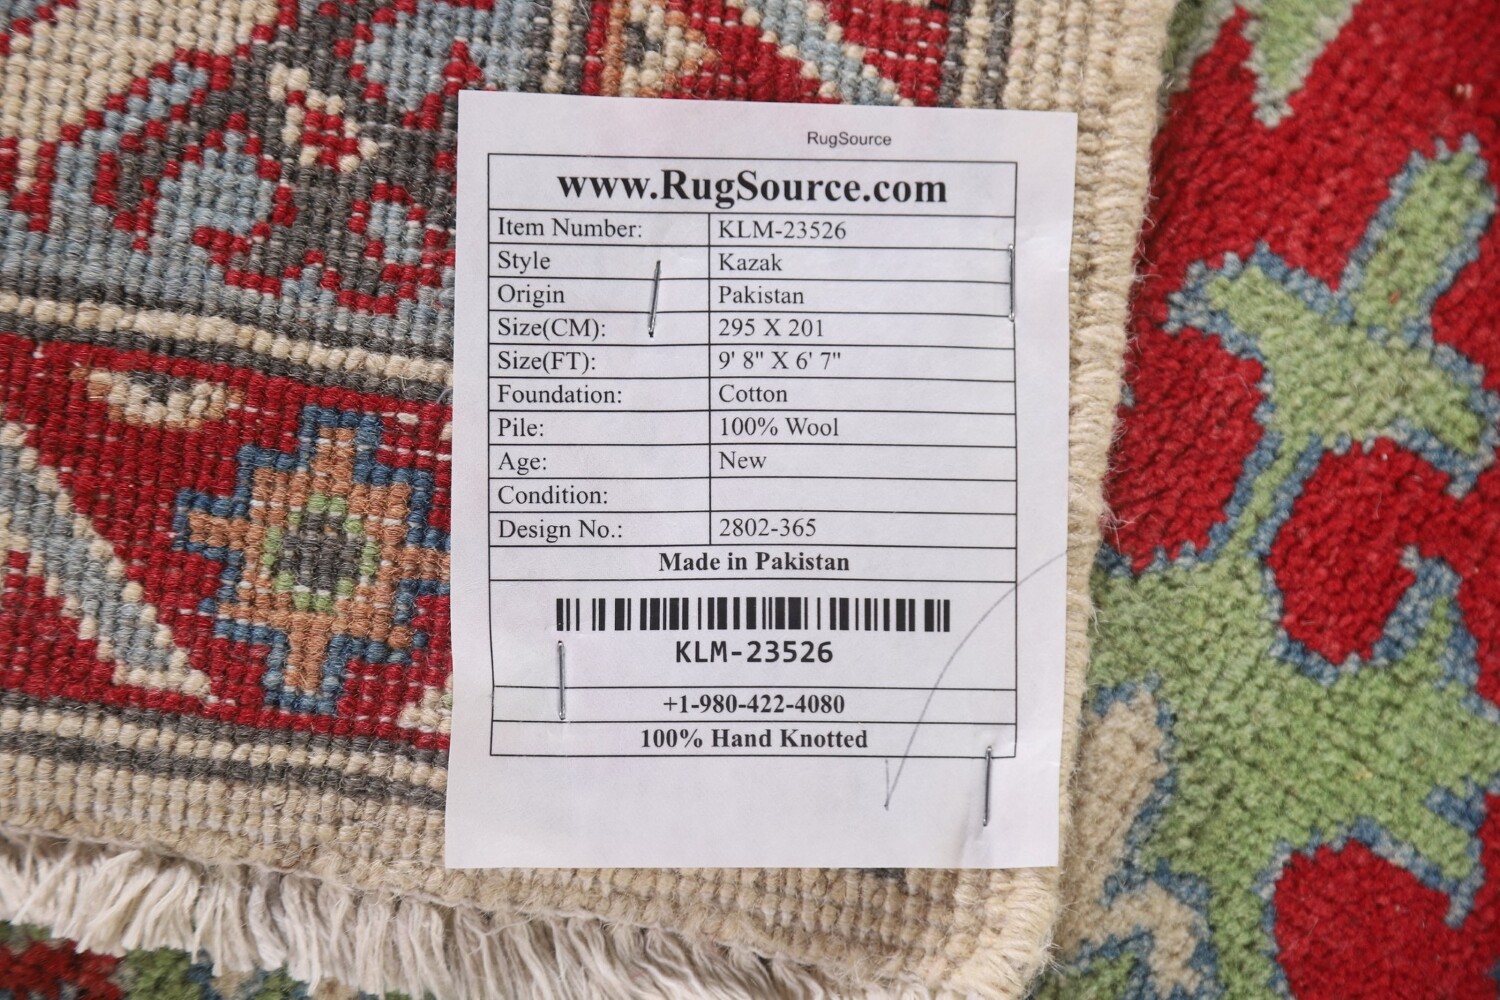 RugSource
www.RugSource.com
Item Number: KLM-23526
Style Kazak
Origin Pakistan
Size(CM): 295 X 201
Size(FT): 9' 8" X 6' 7"
Foundation: Cotton
Pile: 100% Wool
Age: New
Condition:
Design No.: 2802-365
Made in Pakistan
KLM-23526
+1-980-422-4080
100% Hand Knotted